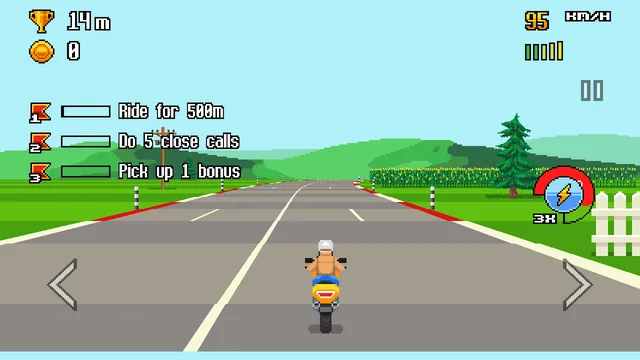 14m
95 KM/H
0
1 Ride for 500m
2 Do 5 close calls
3 Pick up 1 bonus
3X